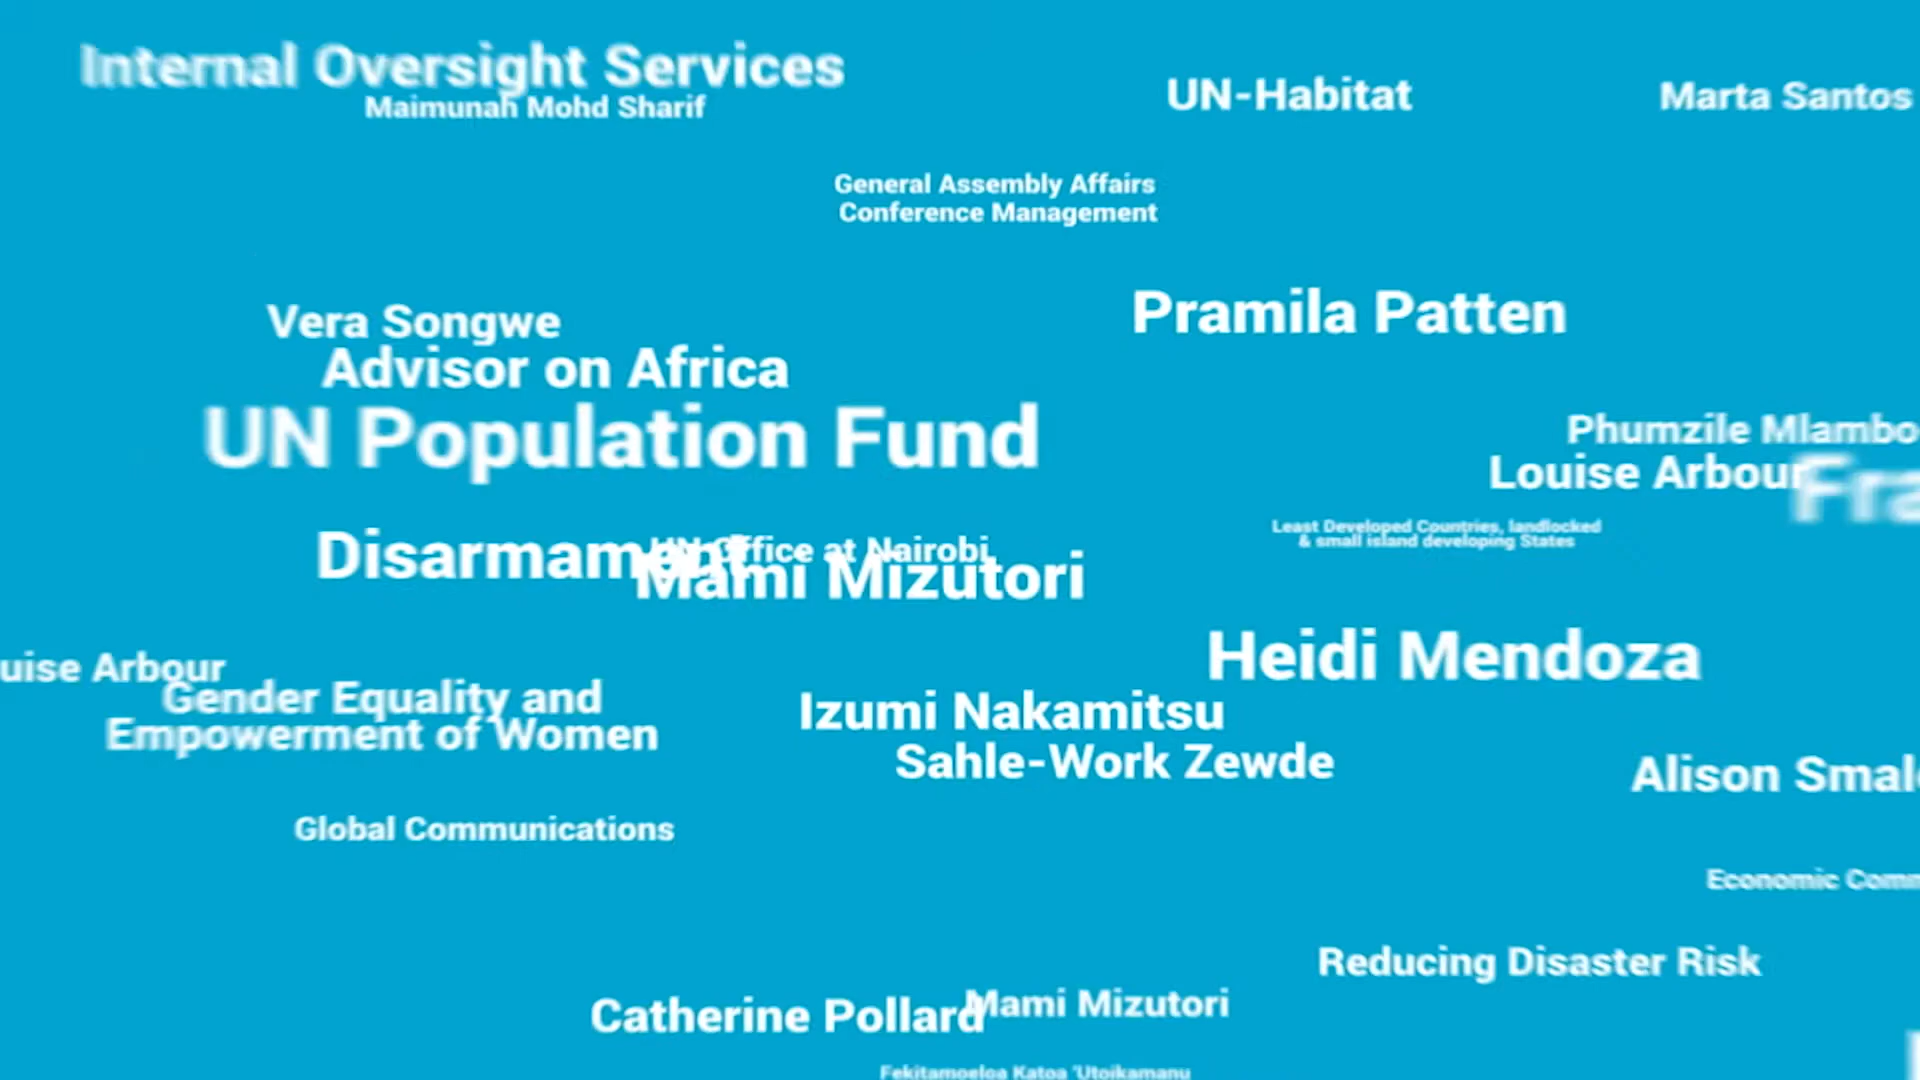 Internal Oversight Services
Maimunah Mohd Sharif
UN-Habitat
Marta Santos
General Assembly Affairs
Conference Management
Pramila Patten
Vera Songwe
Advisor on Africa
UN Population Fund
Phumzile Mlambo
Louise Arbour
Fra
Least Developed Countries, landlocked
& small island developing States
Disarmament
UN Office at Nairobi
Mami Mizutori
Heidi Mendoza
uise Arbour
Gender Equality and
Empowerment of Women
Izumi Nakamitsu
Sahle-Work Zewde
Alison Smal
Global Communications
Economic Comm
Reducing Disaster Risk
Catherine Pollard
Mami Mizutori
Fekitamoeloa Katoa 'Utoikamanu